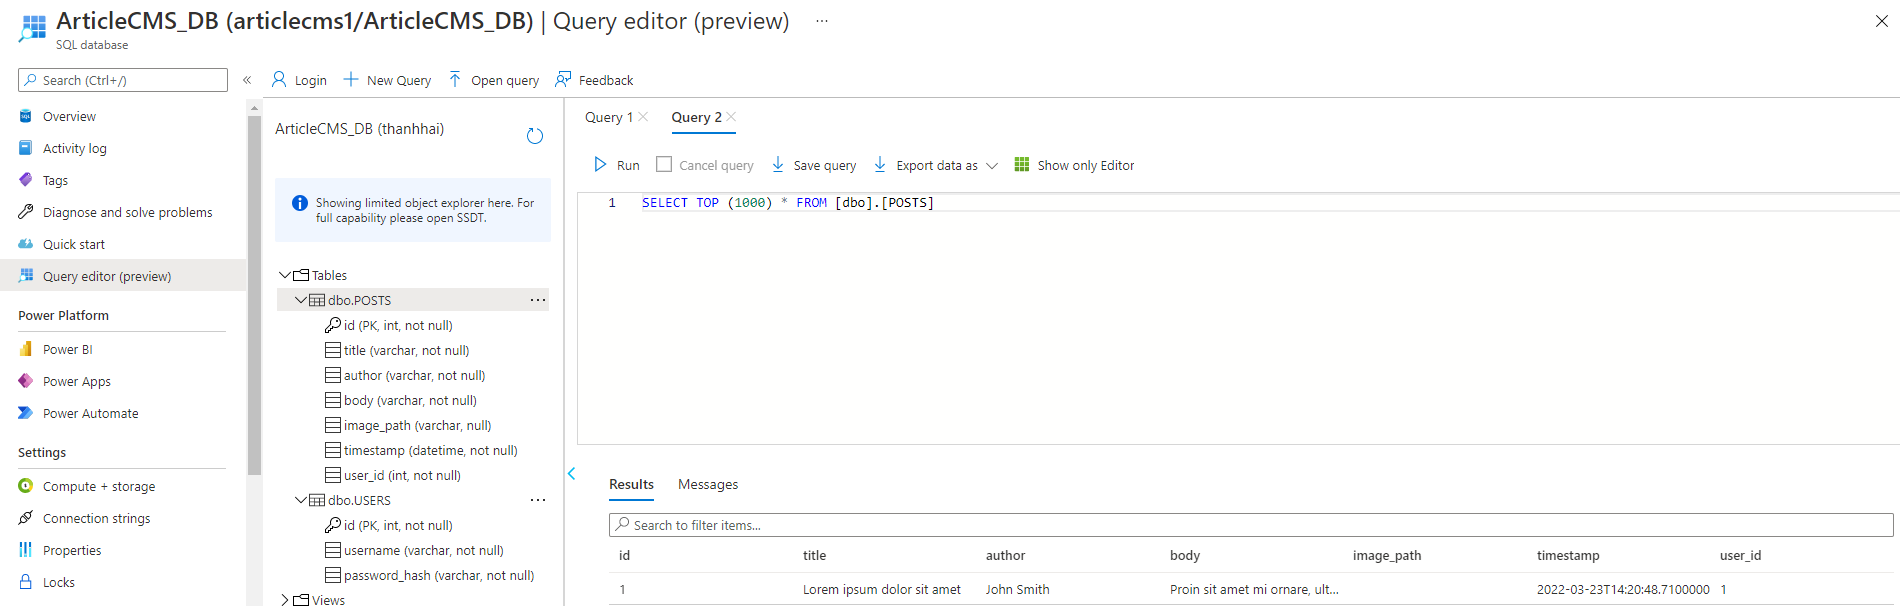 ArticleCMS_DB (articlecms1/ArticleCMS_DB) | Query editor (preview) ...
SQL database
Search (Ctrl+/)
«
Login
New Query
Open query
Feedback
Overview
Activity log
Tags
Diagnose and solve problems
Quick start
Query editor (preview)
Power Platform
Power BI
Power Apps
Power Automate
Settings
Compute + storage
Connection strings
Properties
Locks
ArticleCMS_DB (thanhhai)
Showing limited object explorer here. For
full capability please open SSDT.
Tables
dbo.POSTS ...
id (PK, int, not null)
title (varchar, not null)
author (varchar, not null)
body (varchar, not null)
image_path (varchar, null)
timestamp (datetime, not null)
user_id (int, not null)
dbo.USERS ...
id (PK, int, not null)
username (varchar, not null)
password_hash (varchar, not null)
Views
Query 1
Query 2
Run
Cancel query
Save query
Export data as
Show only Editor
1 SELECT TOP (1000) * FROM [dbo].[POSTS]
Results
Messages
Search to filter items...
id title author body image_path timestamp user_id
1 Lorem ipsum dolor sit amet John Smith Proin sit amet mi ornare, ult... 2022-03-23T14:20:48.7100000 1